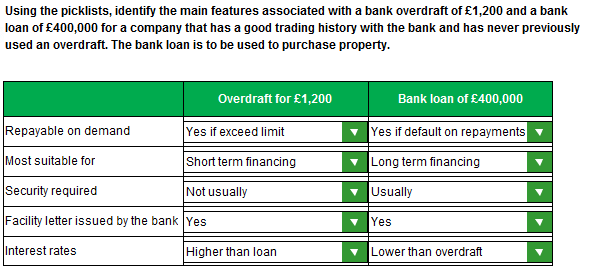 Using the picklists, identify the main features associated with a bank overdraft of £1,200 and a bank
loan of £400,000 for a company that has a good trading history with the bank and has never previously
used an overdraft. The bank loan is to be used to purchase property.
Overdraft for £1,200 Bank loan of £400,000
Repayable on demand Yes if exceed limit Yes if default on repayments
Most suitable for Short term financing Long term financing
Security required Not usually Usually
Facility letter issued by the bank Yes Yes
Interest rates Higher than loan Lower than overdraft